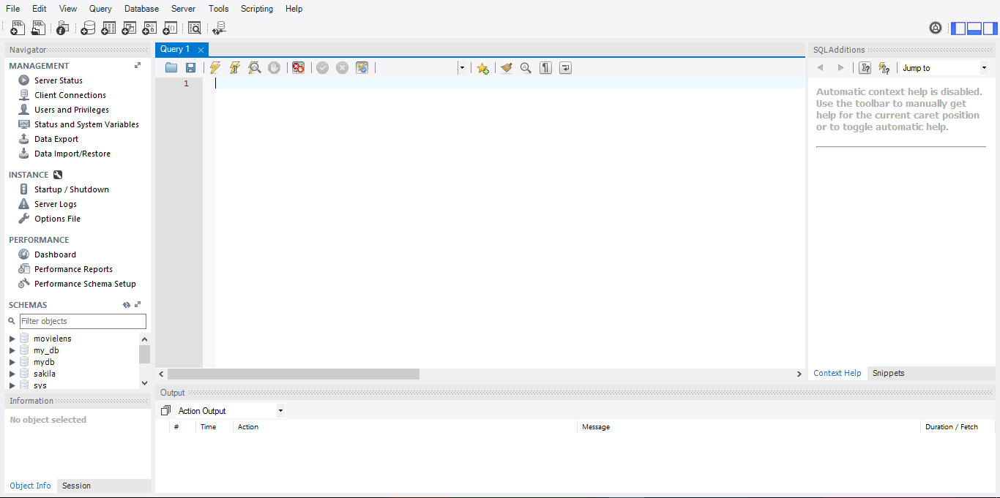 File Edit View Query Database Server Tools Scripting Help
Navigator
MANAGEMENT
Server Status
Client Connections
Users and Privileges
Status and System Variables
Data Export
Data Import/Restore
INSTANCE
Startup / Shutdown
Server Logs
Options File
PERFORMANCE
Dashboard
Performance Reports
Performance Schema Setup
SCHEMAS
Filter objects
movielens
my_db
mydb
sakila
sys
Information
No object selected
Object Info Session
Query 1
1
SQLAdditions
Jump to
Automatic context help is disabled.
Use the toolbar to manually get
help for the current caret position
or to toggle automatic help.
Context Help Snippets
Output
Action Output
# Time Action Message Duration / Fetch